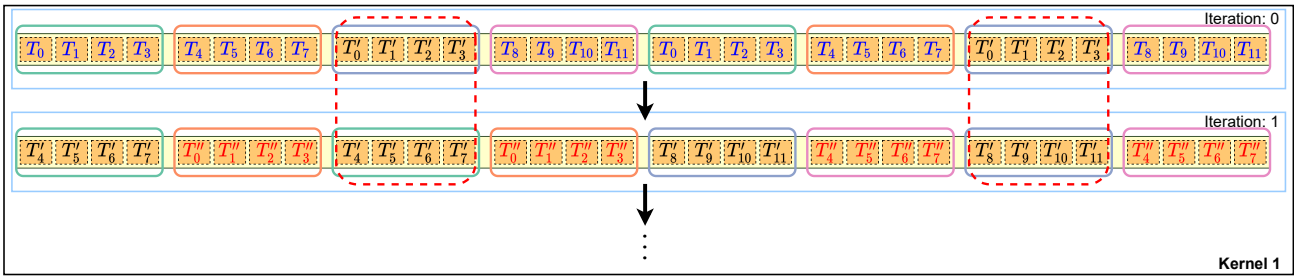 Iteration: 0
T₀ T₁ T₂ T₃ T₄ T₅ T₆ T₇ T′₀ T′₁ T′₂ T′₃ T₈ T₉ T₁₀ T₁₁ T₀ T₁ T₂ T₃ T₄ T₅ T₆ T₇ T′₀ T′₁ T′₂ T′₃ T₈ T₉ T₁₀ T₁₁
Iteration: 1
T′₄ T′₅ T′₆ T′₇ T″₀ T″₁ T″₂ T″₃ T′₄ T′₅ T′₆ T′₇ T″₀ T″₁ T″₂ T″₃ T′₈ T′₉ T′₁₀ T′₁₁ T″₄ T″₅ T″₆ T″₇ T′₈ T′₉ T′₁₀ T′₁₁ T″₄ T″₅ T″₆ T″₇
⋮
Kernel 1